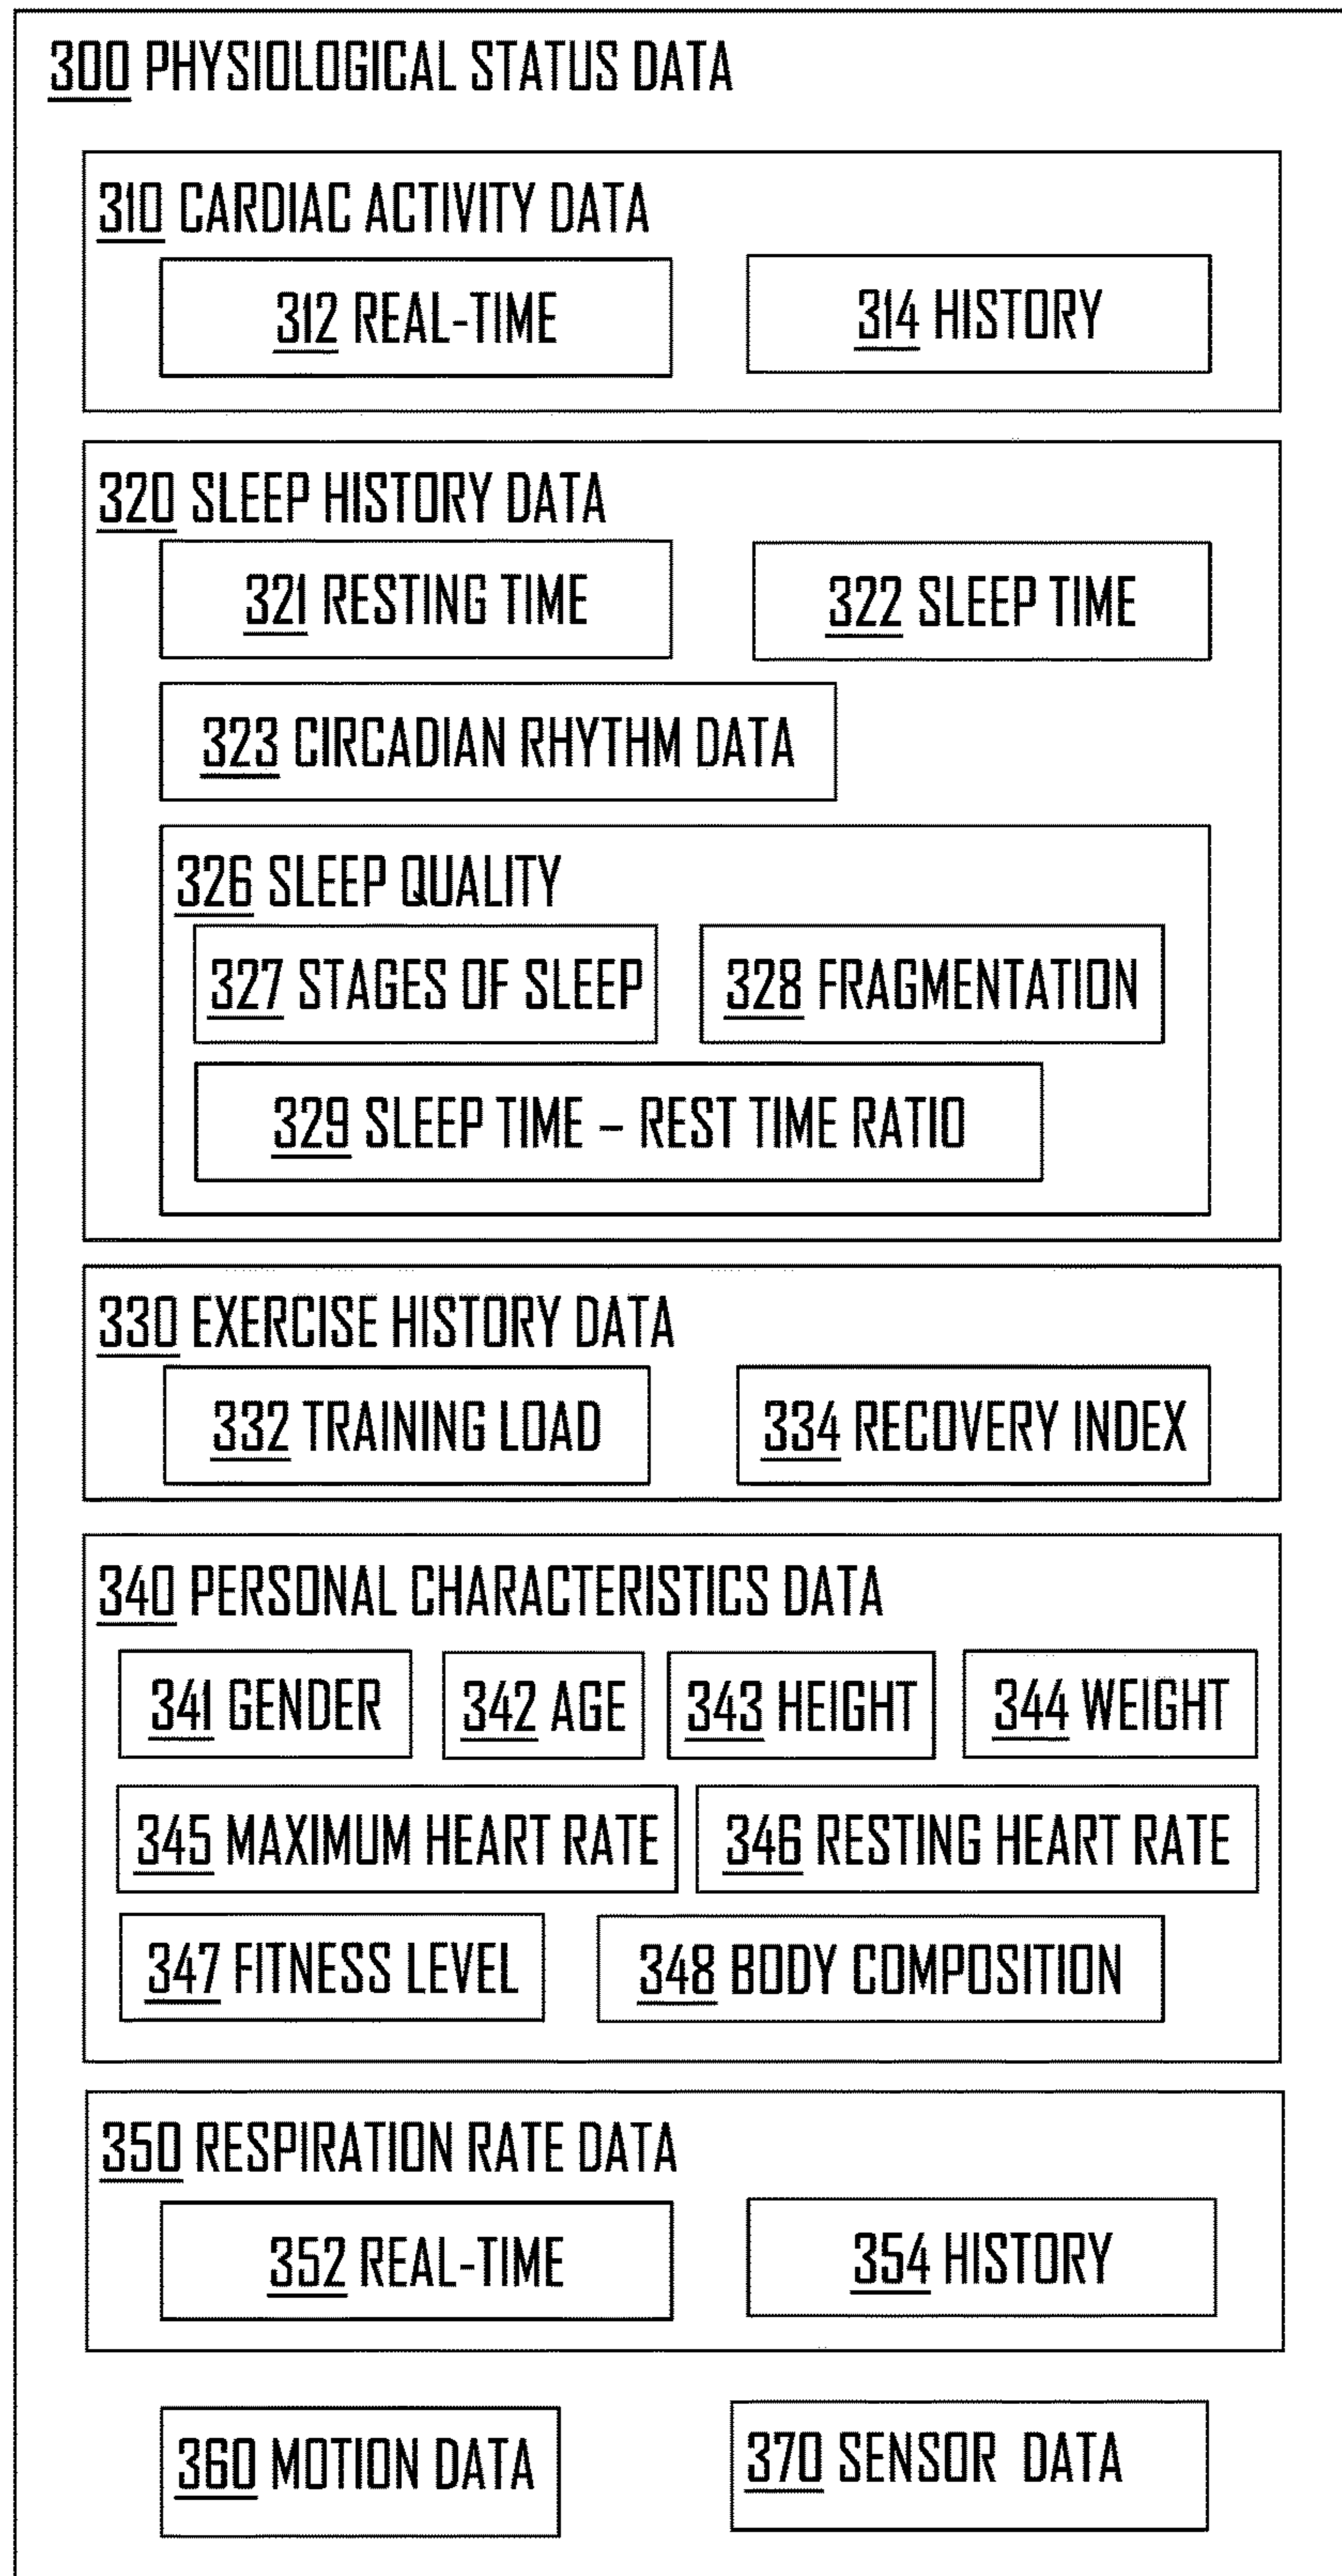 300 PHYSIOLOGICAL STATUS DATA
310 CARDIAC ACTIVITY DATA
312 REAL-TIME
314 HISTORY
320 SLEEP HISTORY DATA
321 RESTING TIME
322 SLEEP TIME
323 CIRCADIAN RHYTHM DATA
326 SLEEP QUALITY
327 STAGES OF SLEEP
328 FRAGMENTATION
329 SLEEP TIME – REST TIME RATIO
330 EXERCISE HISTORY DATA
332 TRAINING LOAD
334 RECOVERY INDEX
340 PERSONAL CHARACTERISTICS DATA
341 GENDER
342 AGE
343 HEIGHT
344 WEIGHT
345 MAXIMUM HEART RATE
346 RESTING HEART RATE
347 FITNESS LEVEL
348 BODY COMPOSITION
350 RESPIRATION RATE DATA
352 REAL-TIME
354 HISTORY
360 MOTION DATA
370 SENSOR DATA